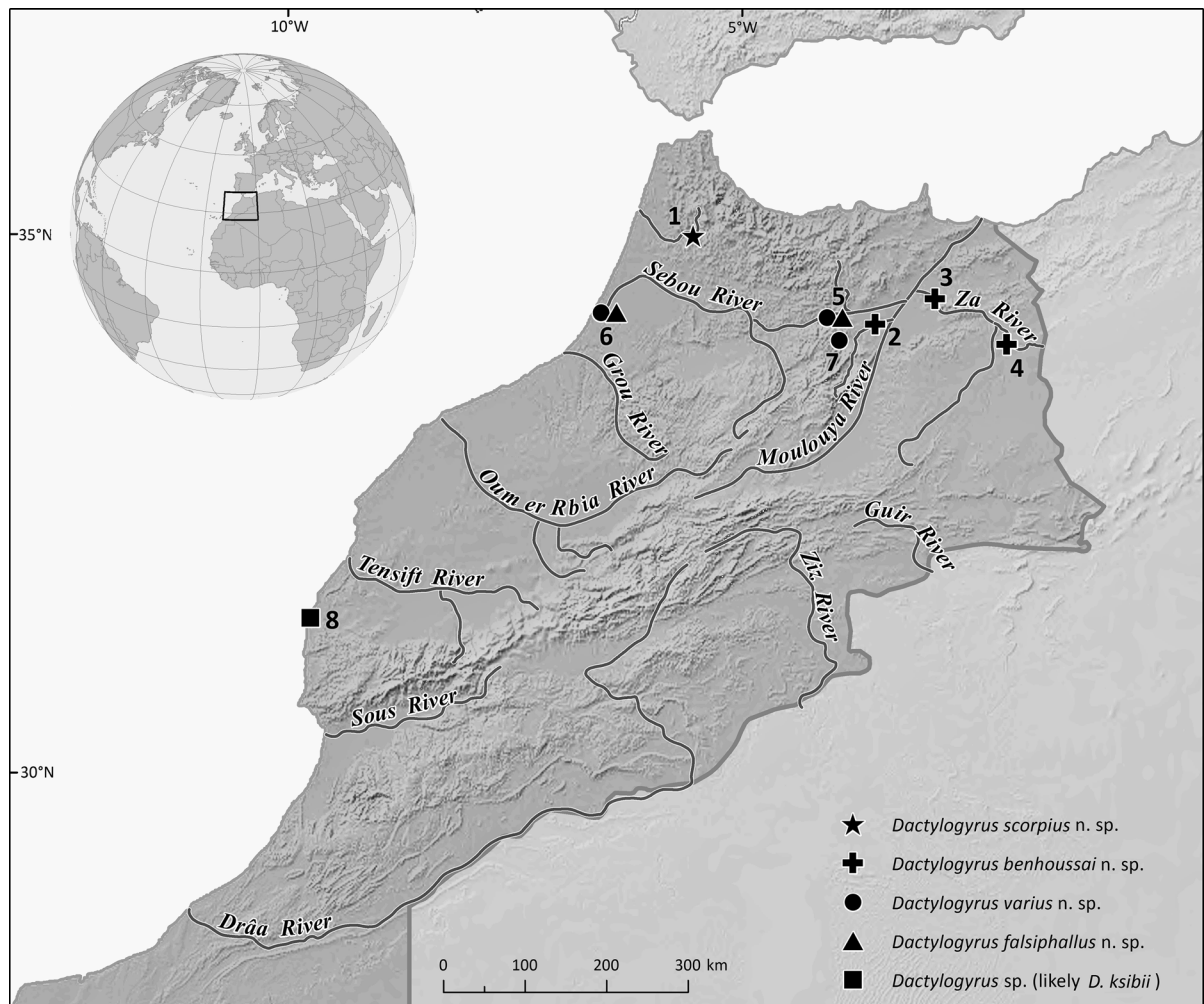 10°W
5°W
35°N
30°N
1
Sebou River
3
Za River
5
2
6
7
4
Grou River
Moulouya River
Oum er Rbia River
Guir River
Ziz River
Tensift River
8
Sous River
Drâa River
Dactylogyrus scorpius n. sp.
Dactylogyrus benhoussai n. sp.
Dactylogyrus varius n. sp.
Dactylogyrus falsiphallus n. sp.
Dactylogyrus sp. (likely D. ksibii )
0 100 200 300 km